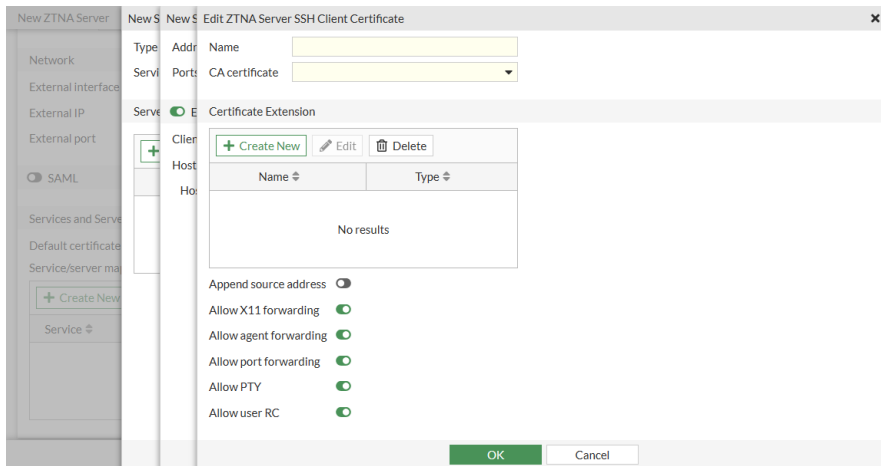 New ZTNA Server
Network
External interface
External IP
External port
SAML
Services and Serve
Default certificate
Service/server ma
Create New
Service
New S
Type
Servi
Serve
New S
Addr
Ports
E
Clien
Host
Ho
Edit ZTNA Server SSH Client Certificate
Name
CA certificate
Certificate Extension
Create New Edit Delete
Name Type
No results
Append source address
Allow X11 forwarding
Allow agent forwarding
Allow port forwarding
Allow PTY
Allow user RC
OK Cancel